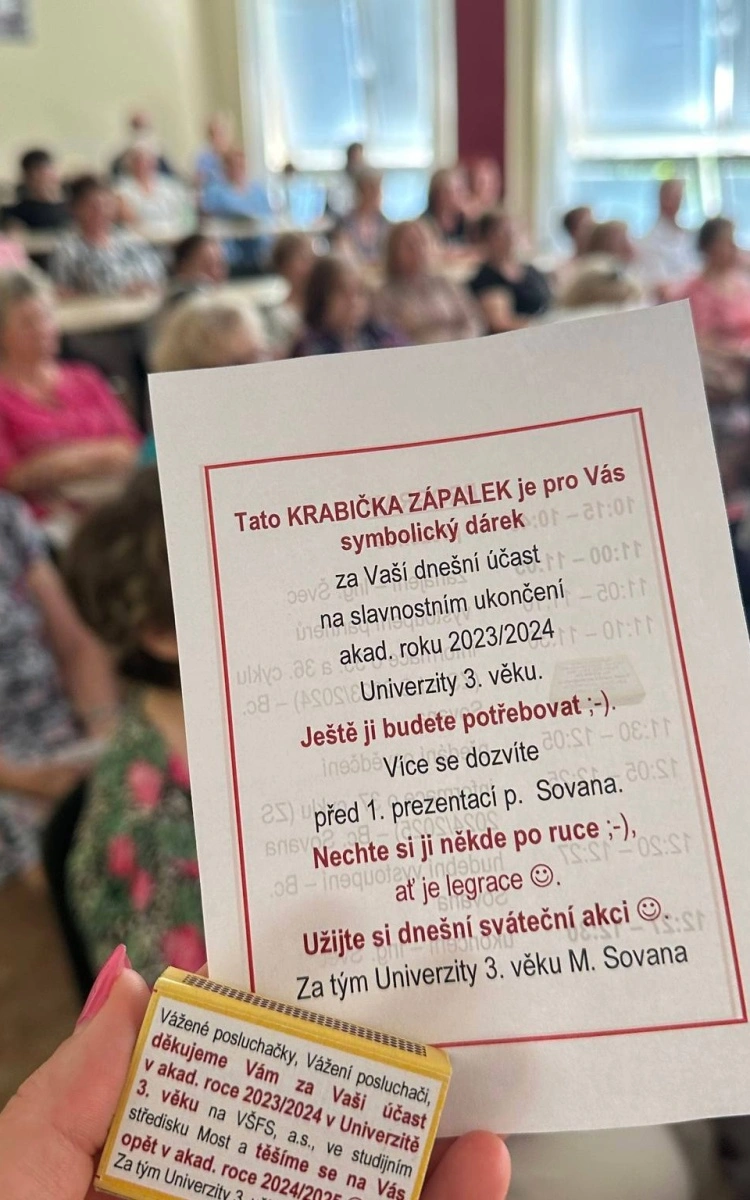 Tato KRABIČKA ZÁPALEK je pro Vás
symbolický dárek
za Vaší dnešní účast
na slavnostním ukončení
akad. roku 2023/2024
Univerzity 3. věku.
Ještě ji budete potřebovat ;-).
Více se dozvíte
před 1. prezentací p. Sovana.
Nechte si ji někde po ruce ;-),
ať je legrace ☺.
Užijte si dnešní sváteční akci ☺.
Za tým Univerzity 3. věku M. Sovana
Vážené posluchačky, Vážení posluchači,
děkujeme Vám za Vaši účast
v akad. roce 2023/2024 v Univerzitě
3. věku na VŠFS, a.s., ve studijním
středisku Most a těšíme se na Vás
opět v akad. roce 2024/2025
Za tým Univerzity 3.